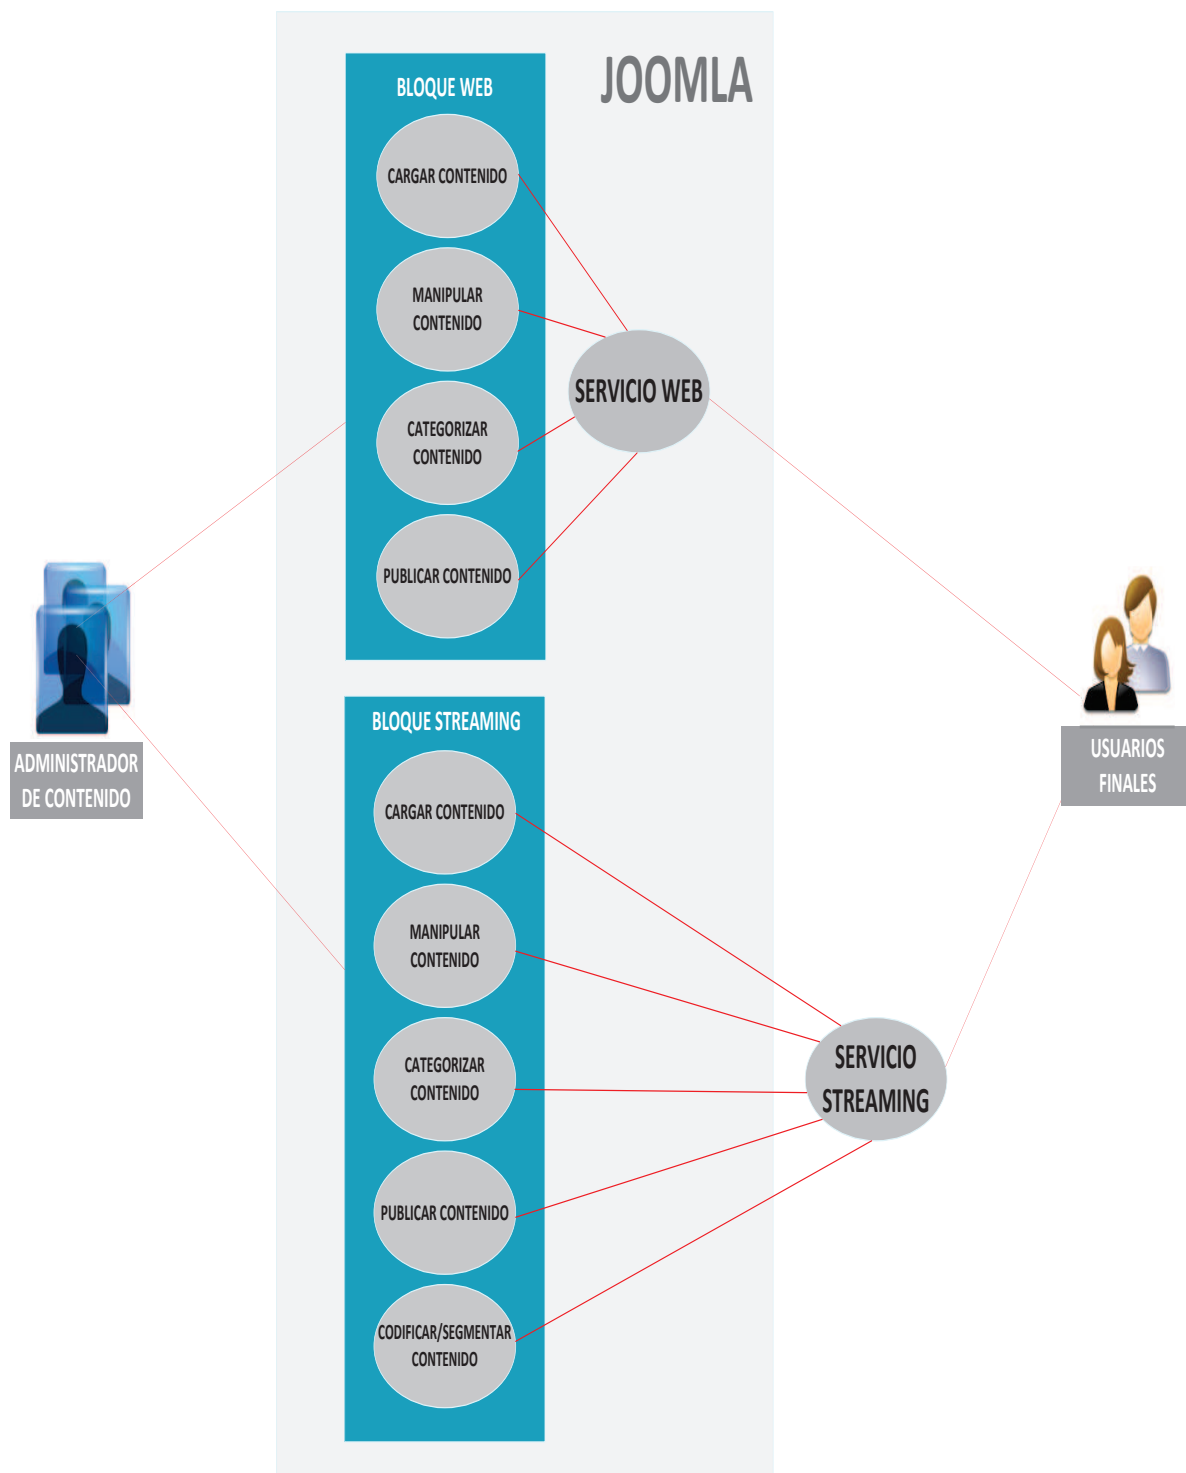 JOOMLA
BLOQUE WEB
CARGAR CONTENIDO
MANIPULAR
CONTENIDO
SERVICIO WEB
CATEGORIZAR
CONTENIDO
PUBLICAR CONTENIDO
ADMINISTRADOR
DE CONTENIDO
USUARIOS
FINALES
BLOQUE STREAMING
CARGAR CONTENIDO
MANIPULAR
CONTENIDO
CATEGORIZAR
CONTENIDO
SERVICIO
STREAMING
PUBLICAR CONTENIDO
CODIFICAR/SEGMENTAR
CONTENIDO